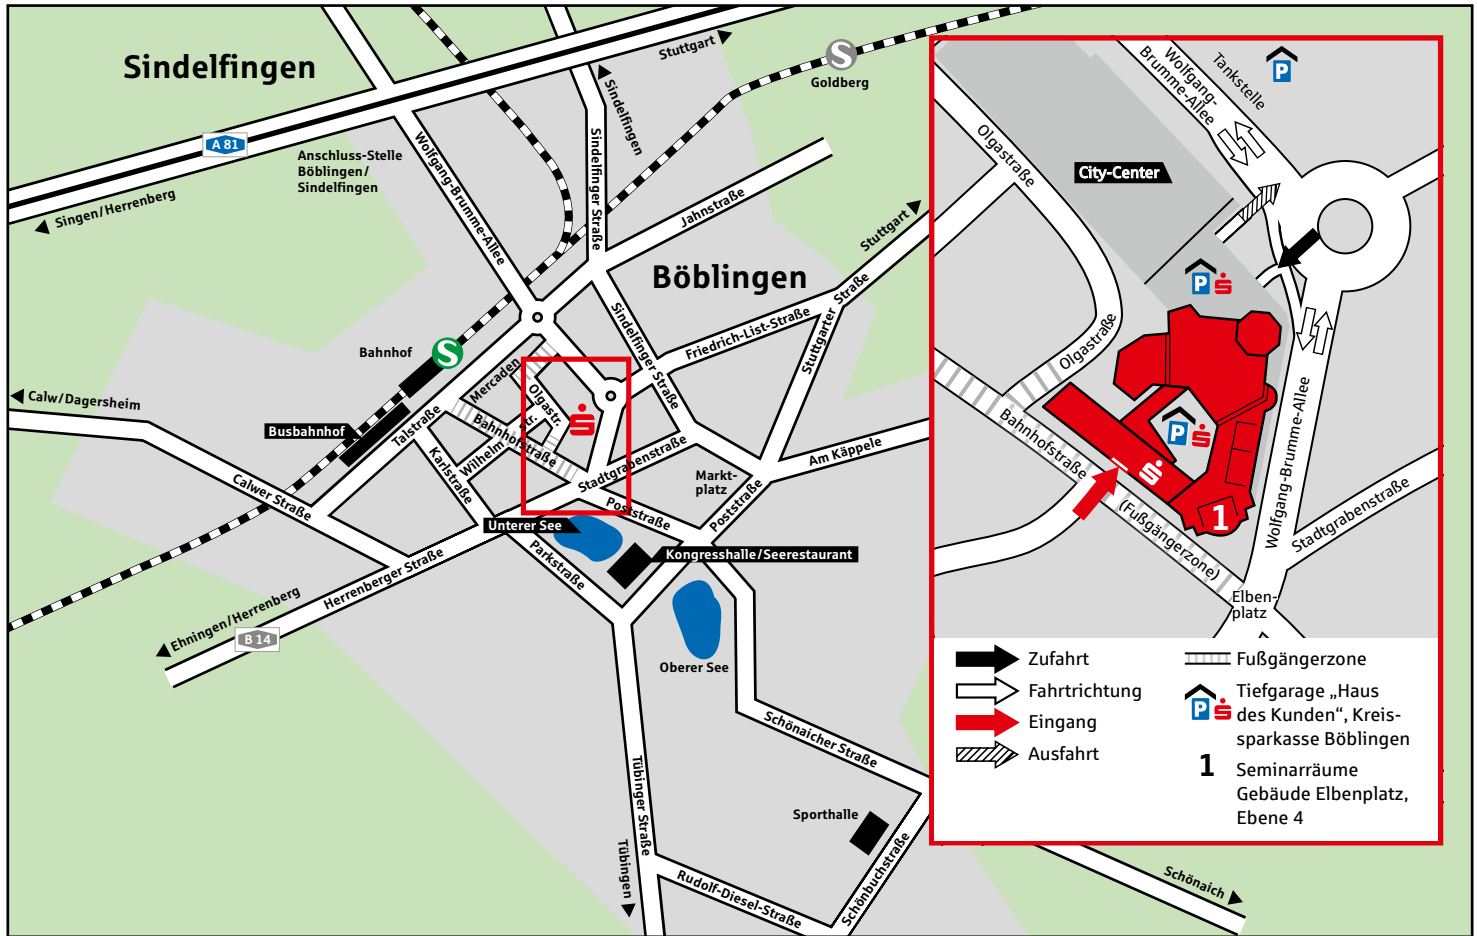 Sindelfingen
Stuttgart
S
Goldberg
A 81
Anschluss-Stelle
Böblingen/
Sindelfingen
Singen/Herrenberg
Wolfgang-Brumme-Allee
Sindelfinger Straße
Sindelfingen
Jahnstraße
Stuttgart
Böblingen
Bahnhof
S
Mercaden
Olgastr.
Sindelfinger Straße
Friedrich-List-Straße
Stuttgarter Straße
Calw/Dagersheim
Busbahnhof
Talstraße
Bahnhofstraße
Wilhelm-
str.
Karlstraße
Stadtgrabenstraße
Markt-
platz
Am Käppele
Calwer Straße
Poststraße
Poststraße
Unterer See
Kongresshalle/Seerestaurant
Parkstraße
Herrenberger Straße
Ehningen/Herrenberg
B 14
Oberer See
Schönaicher Straße
Tübinger Straße
Sporthalle
Tübingen
Rudolf-Diesel-Straße
Schönbuchstraße
Schönaich
Wolfgang-
Brumme-Allee
Tankstelle
P
Olgastraße
City-Center
P
Olgastraße
Bahnhofstraße
P
(Fußgängerzone)
1
Wolfgang-Brumme-Allee
Stadtgrabenstraße
Elben-
platz
Zufahrt
Fahrtrichtung
Eingang
Ausfahrt
Fußgängerzone
P
Tiefgarage „Haus
des Kunden“, Kreis-
sparkasse Böblingen
1
Seminarräume
Gebäude Elbenplatz,
Ebene 4